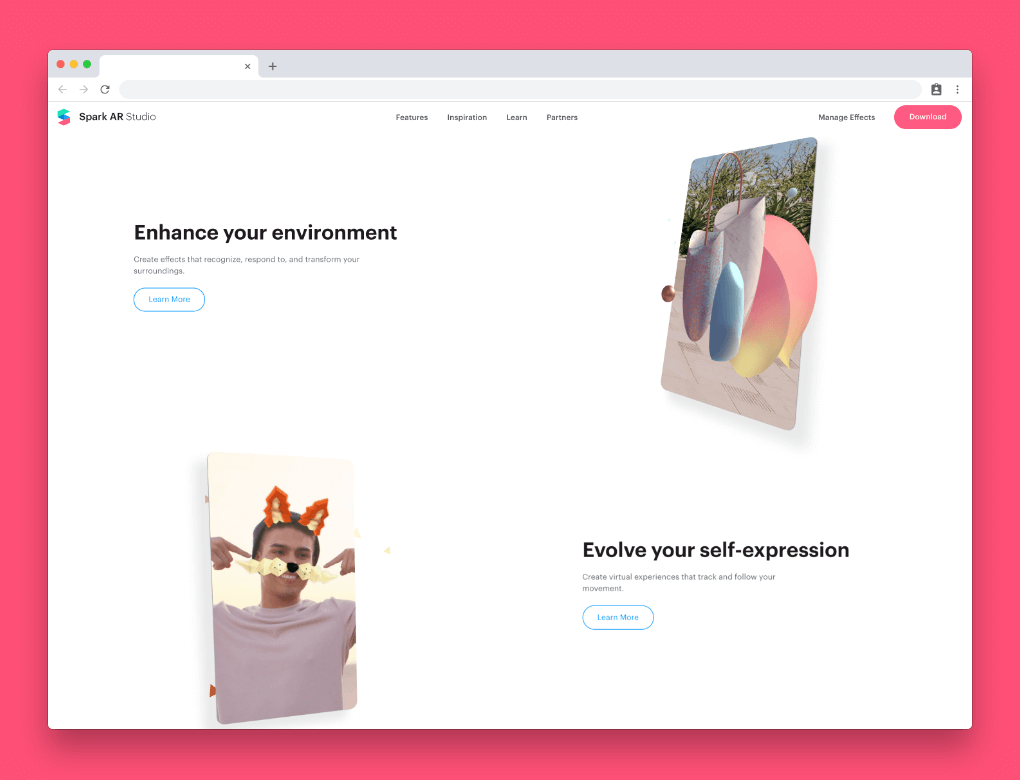 Spark AR Studio
Features
Inspiration
Learn
Partners
Manage Effects
Download
Enhance your environment
Create effects that recognize, respond to, and transform your
surroundings.
Learn More
Evolve your self-expression
Create virtual experiences that track and follow your
movement.
Learn More